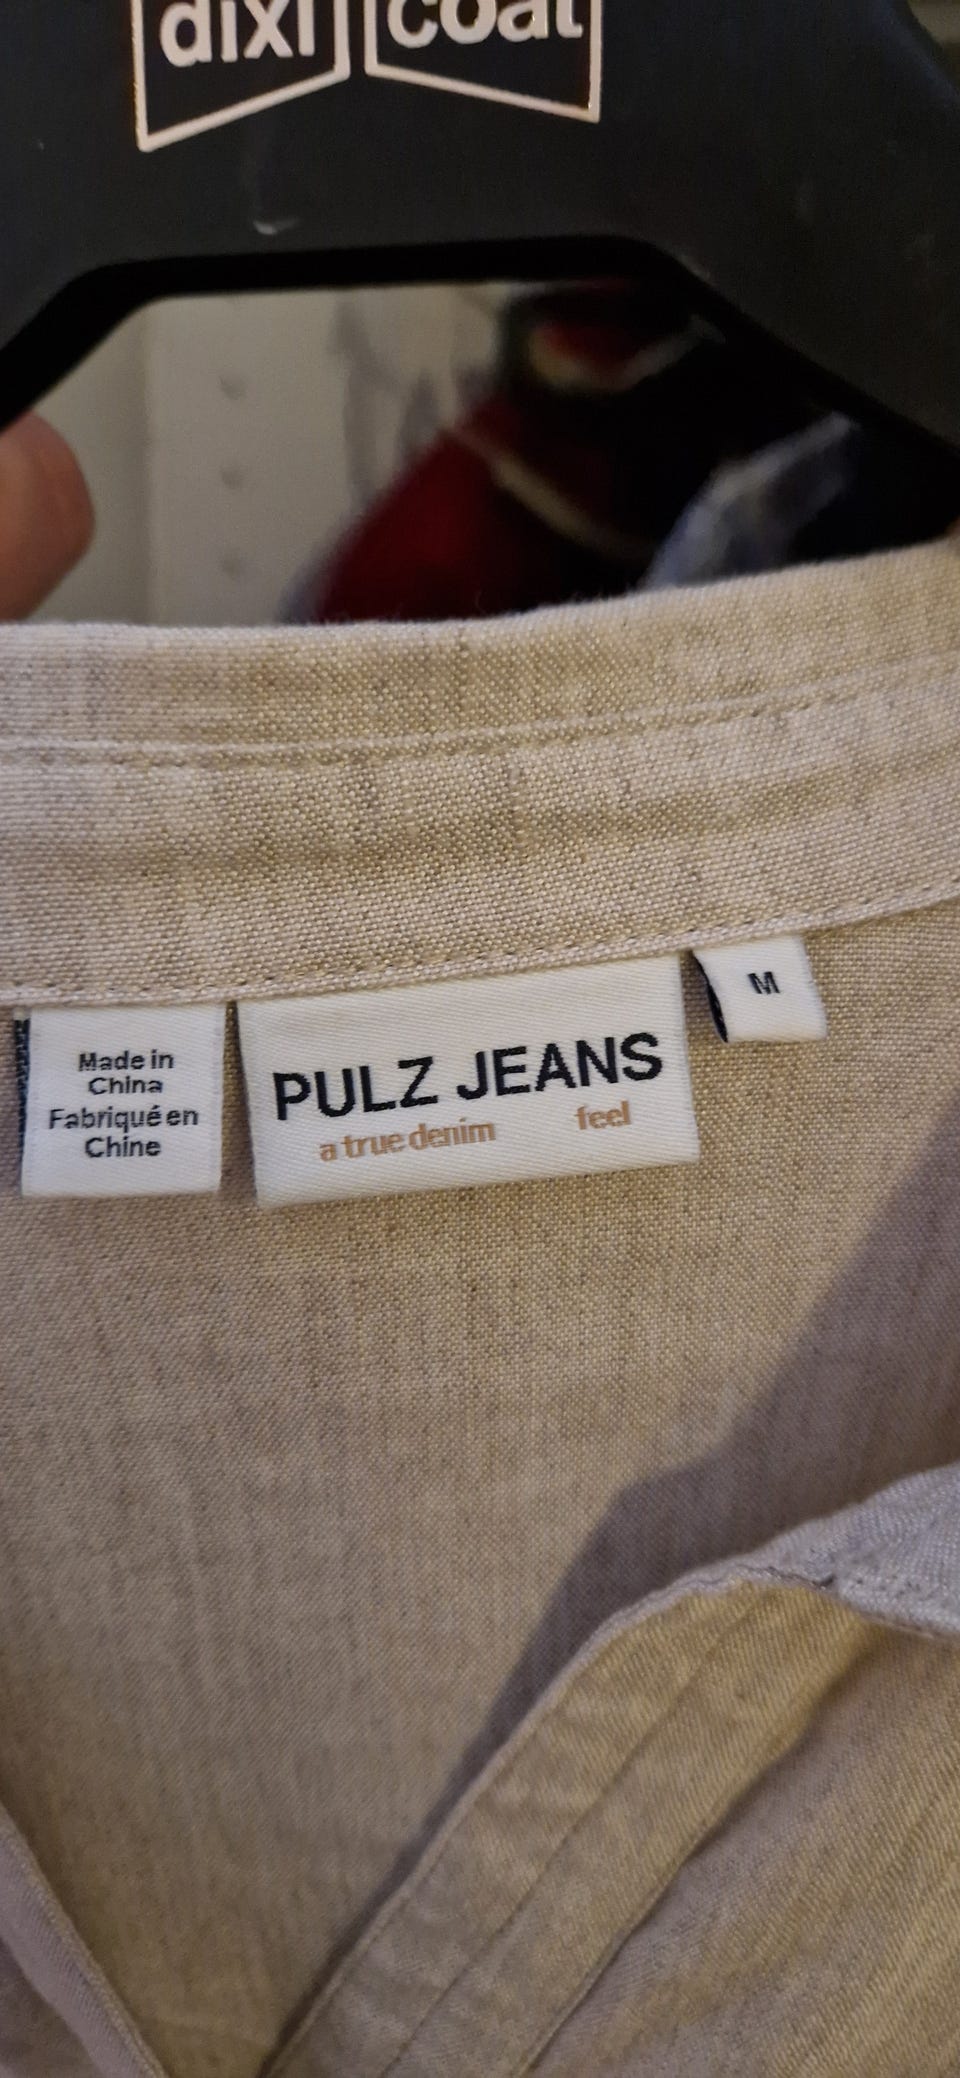 dixi coat
Made in
China
Fabriqué en
Chine
PULZ JEANS
a true denim feel
M